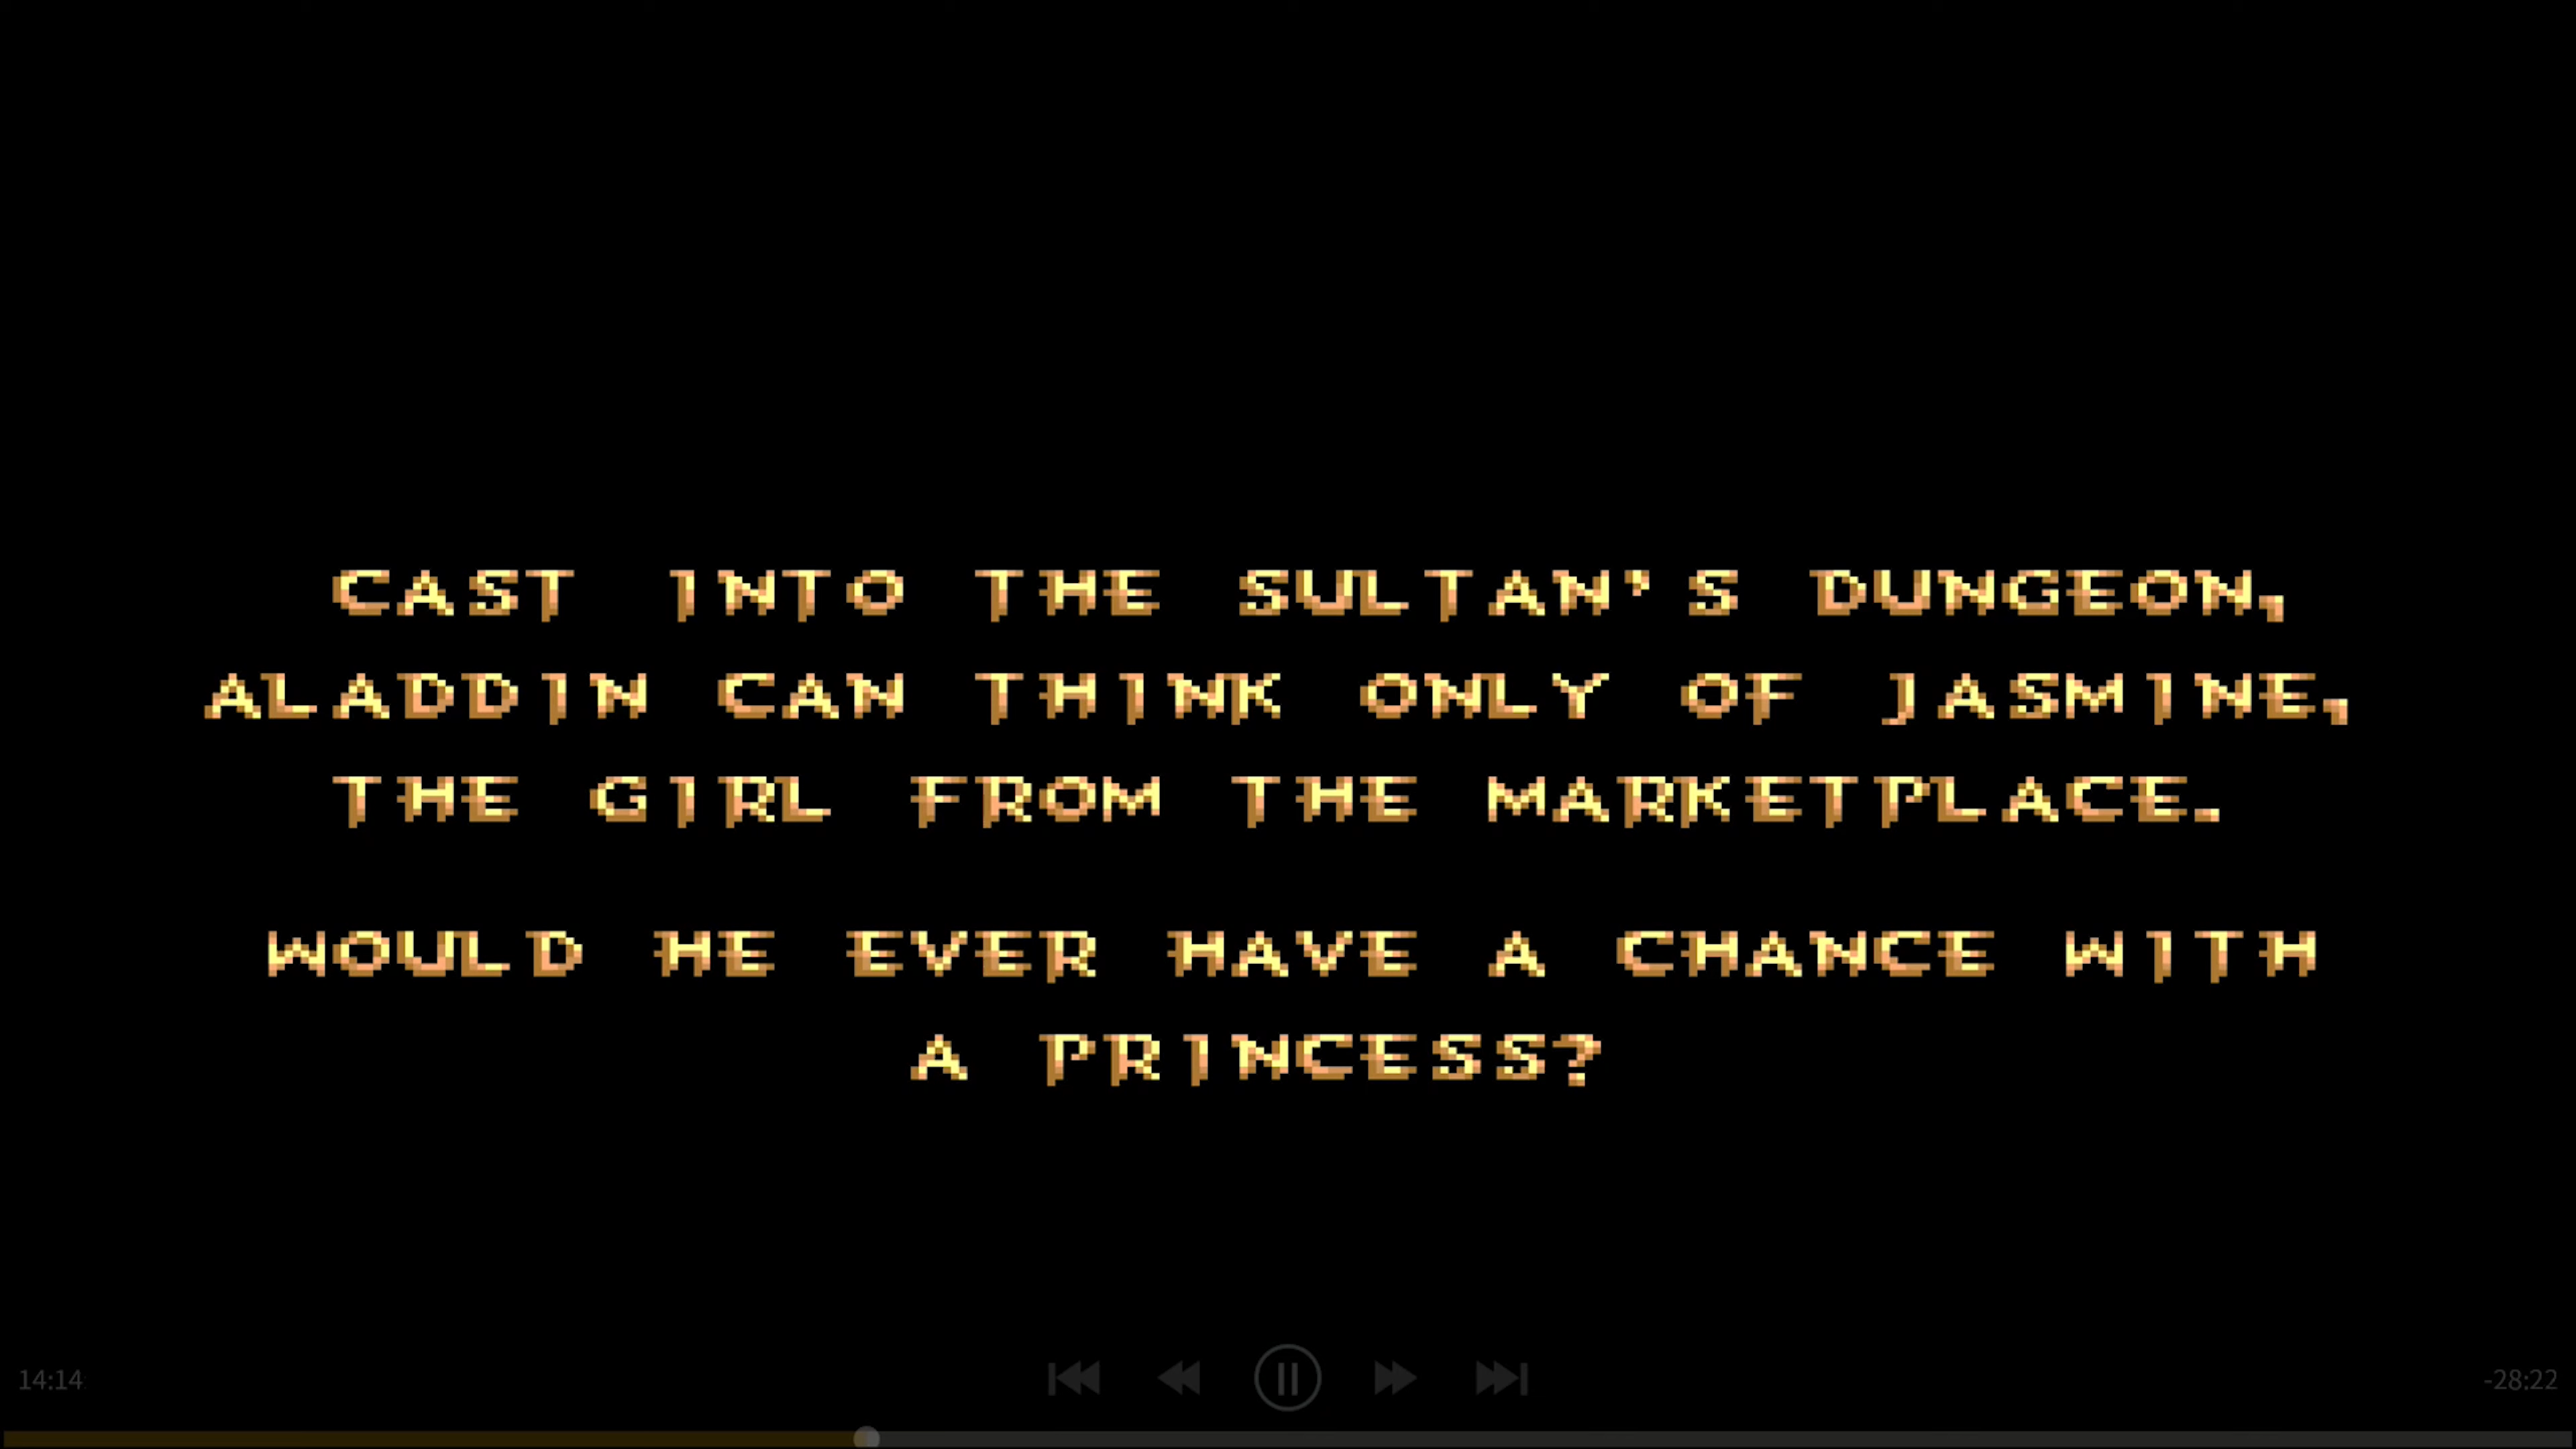 CAST INTO THE SULTAN'S DUNGEON,
ALADDIN CAN THINK ONLY OF JASMINE,
THE GIRL FROM THE MARKETPLACE.
WOULD HE EVER HAVE A CHANCE WITH
A PRINCESS?
14:14
-28:22